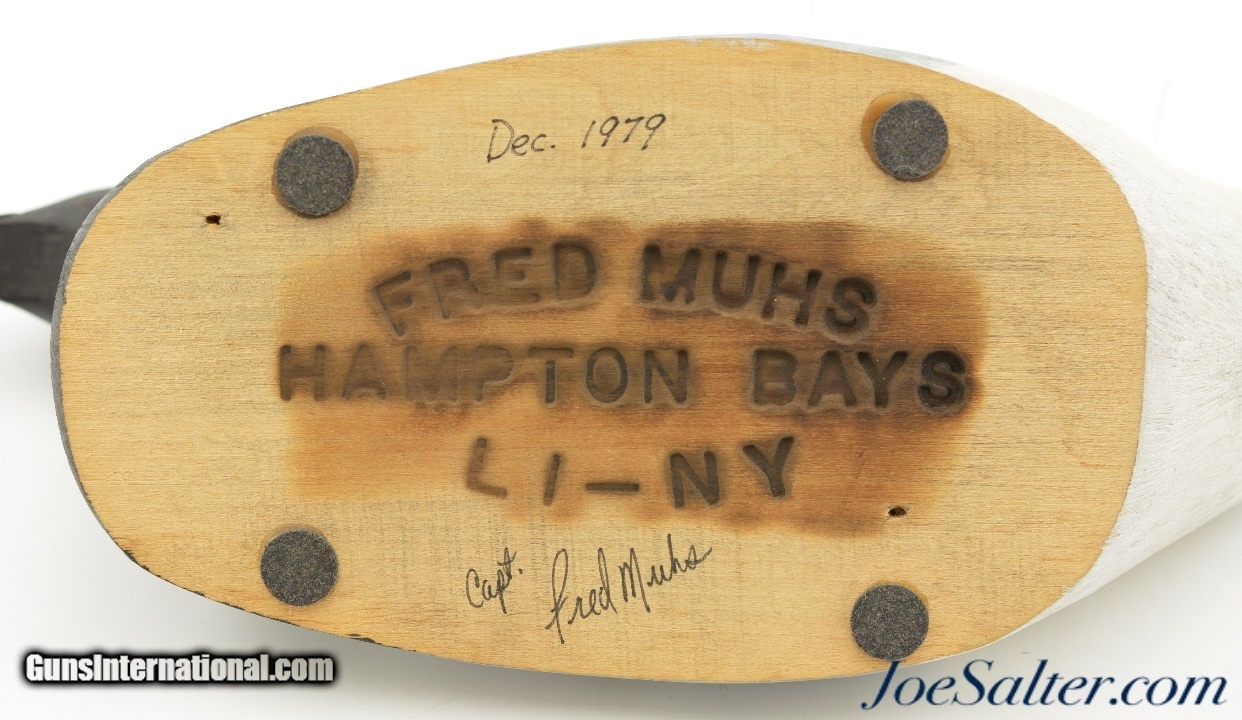 Dec. 1979
FRED MUHS
HAMPTON BAYS
LI-NY
Capt. Fred Muhs
GunsInternational.com
JoeSalter.com